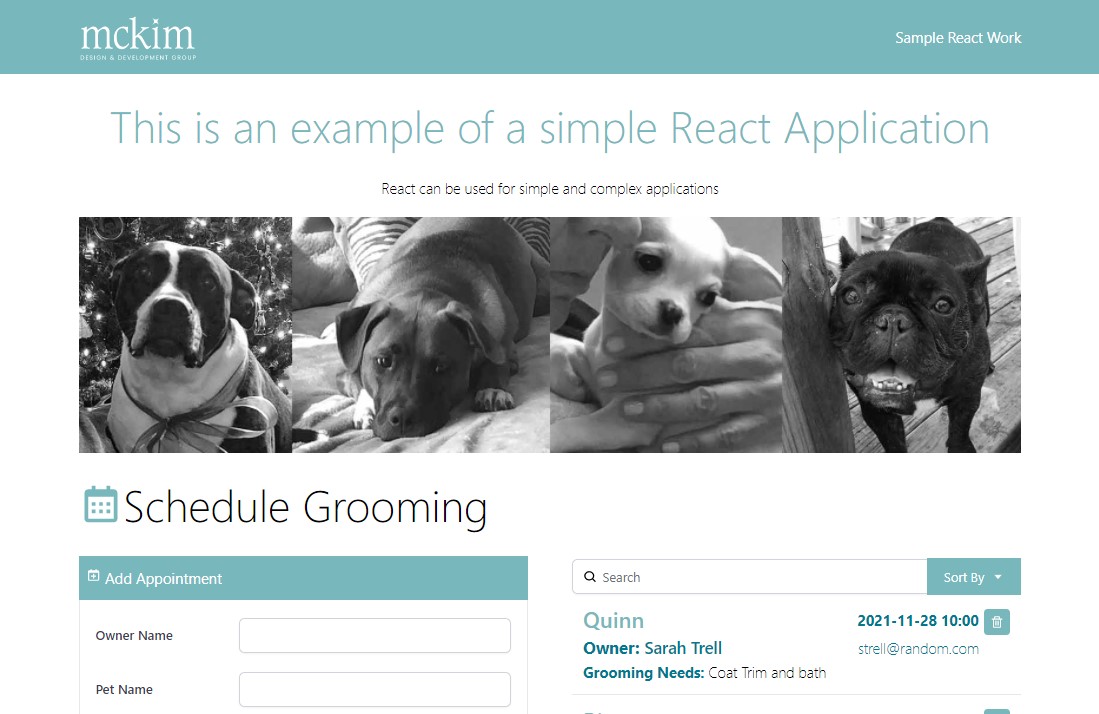 mckim
DESIGN & DEVELOPMENT GROUP
Sample React Work
This is an example of a simple React Application
React can be used for simple and complex applications
Schedule Grooming
Add Appointment
Owner Name
Pet Name
Search
Sort By
Quinn
2021-11-28 10:00
Owner: Sarah Trell
strell@random.com
Grooming Needs: Coat Trim and bath